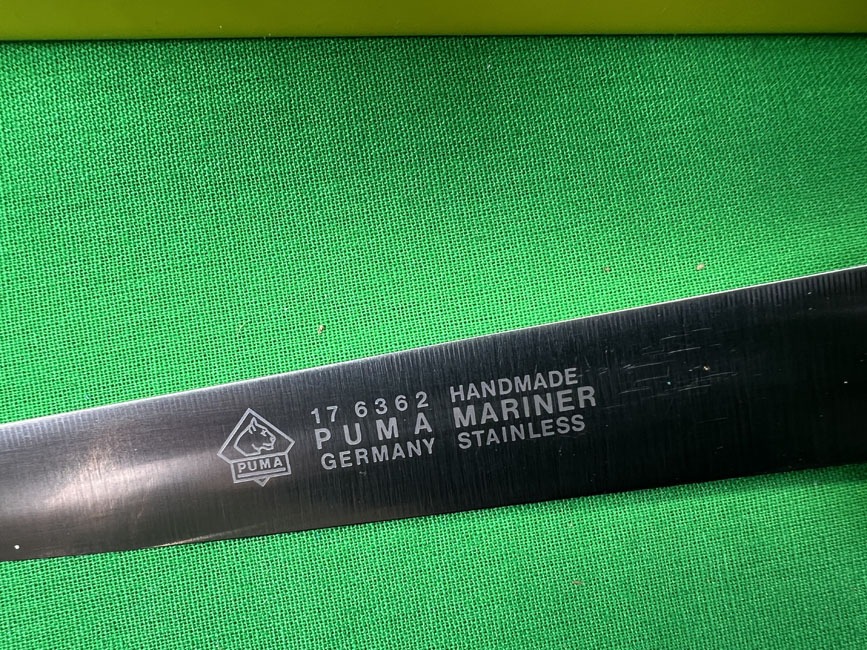 PUMA
17 6362 HANDMADE
PUMA MARINER
GERMANY STAINLESS